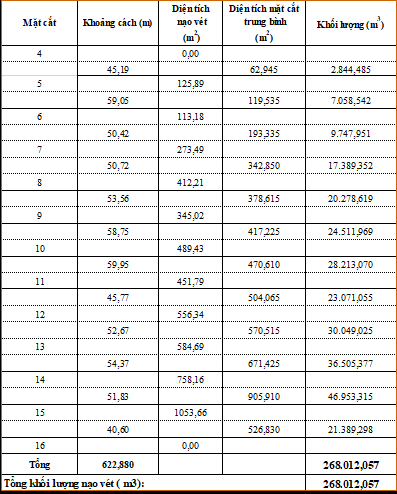 Mặt cắt Khoảng cách (m) Diện tích nạo vét (m²) Diện tích mặt cắt trung bình (m²) Khối lượng (m³)
4 0,00
45,19 62,945 2.844,485
5 125,89
59,05 119,535 7.058,542
6 113,18
50,42 193,335 9.747,951
7 273,49
50,72 342,850 17.389,352
8 412,21
53,56 378,615 20.278,619
9 345,02
58,75 417,225 24.511,969
10 489,43
59,95 470,610 28.213,070
11 451,79
45,77 504,065 23.071,055
12 556,34
52,67 570,515 30.049,025
13 584,69
54,37 671,425 36.505,377
14 758,16
51,83 905,910 46.953,315
15 1053,66
40,60 526,830 21.389,298
16 0,00
Tổng 622,880 268.012,057
Tổng khối lượng nạo vét ( m3): 268.012,057